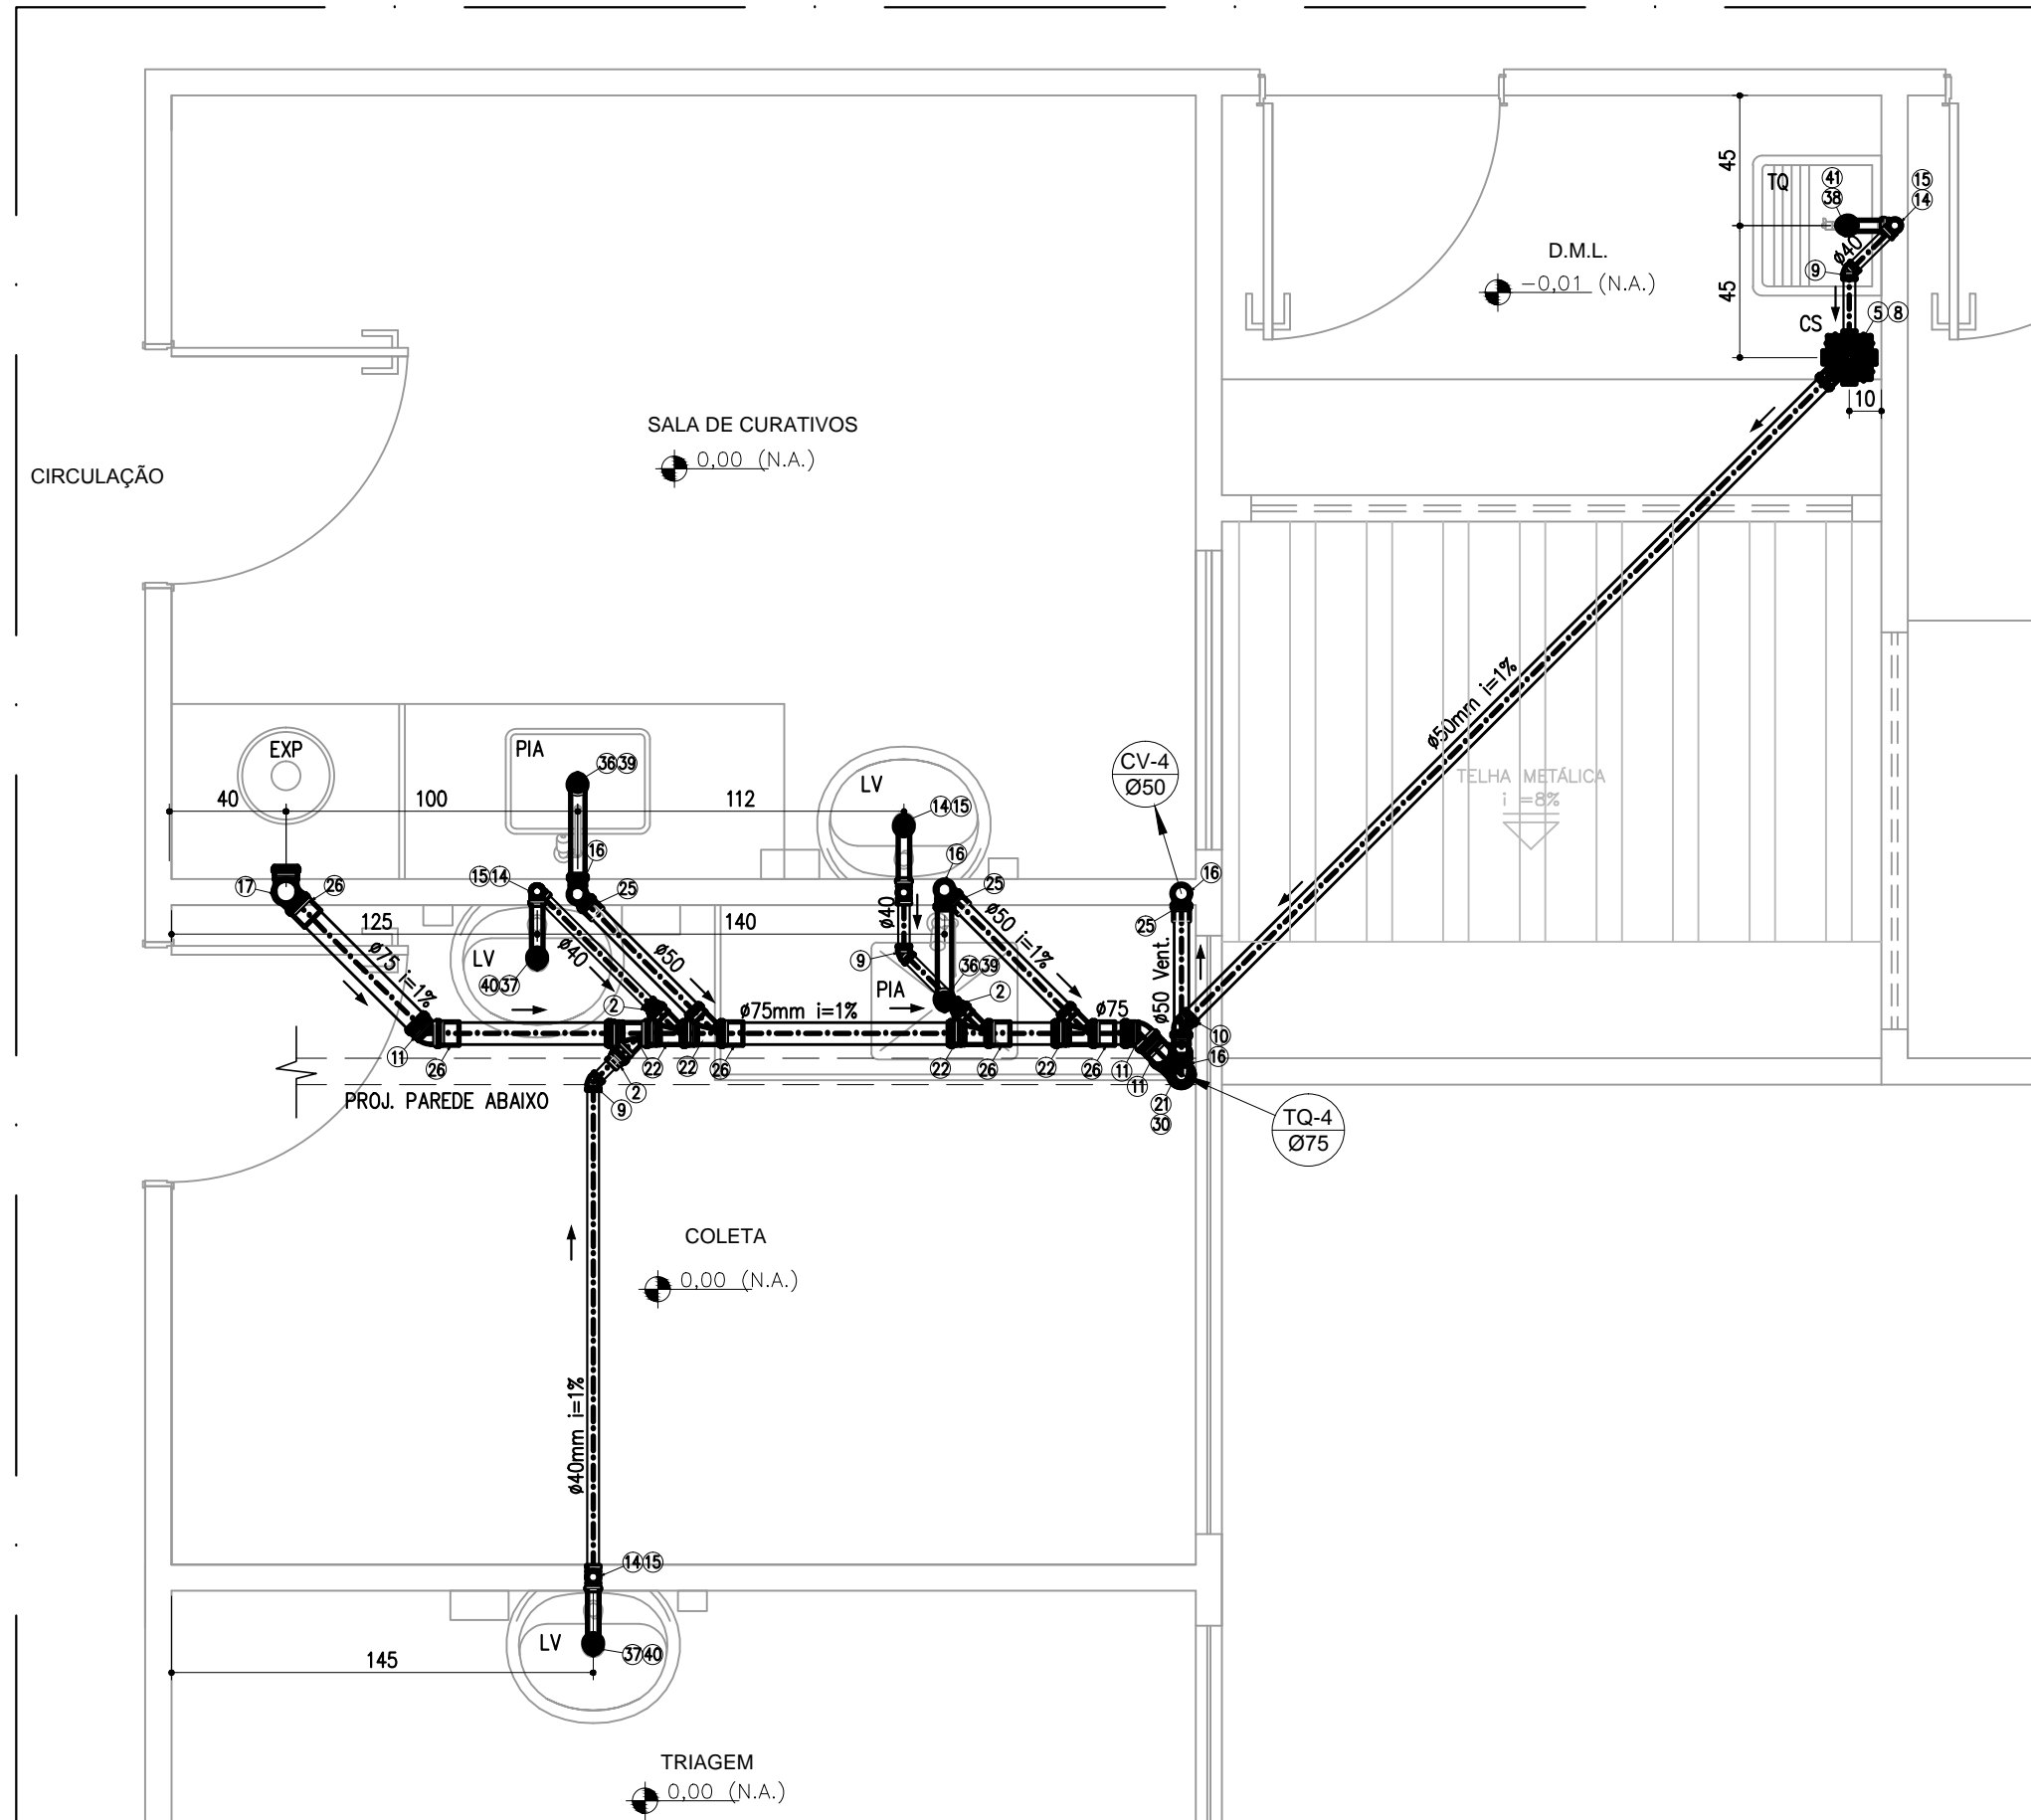 45
TQ
41
38
15
14
ø40
9
D.M.L.
-0,01 (N.A.)
45
CS
5 8
10
SALA DE CURATIVOS
0,00 (N.A.)
CIRCULAÇÃO
ø50mm i=1%
TELHA METÁLICA
i =8%
CV-4
Ø50
EXP
PIA
36 39
LV
40
100
112
14 15
16
16
16
17
26
15 14
25
25
25
125
140
ø40
ø50 i=1%
ø50 Vent.
ø75 i=1%
LV
ø40
ø50
9
36 39
40 37
PIA
2
2
ø75mm i=1%
ø75
10
16
11
26
22
22
26
22
26
22
26
11
11
2
9
21
30
PROJ. PAREDE ABAIXO
TQ-4
Ø75
COLETA
0,00 (N.A.)
ø40mm i=1%
14 15
LV
37 40
145
TRIAGEM
0,00 (N.A.)